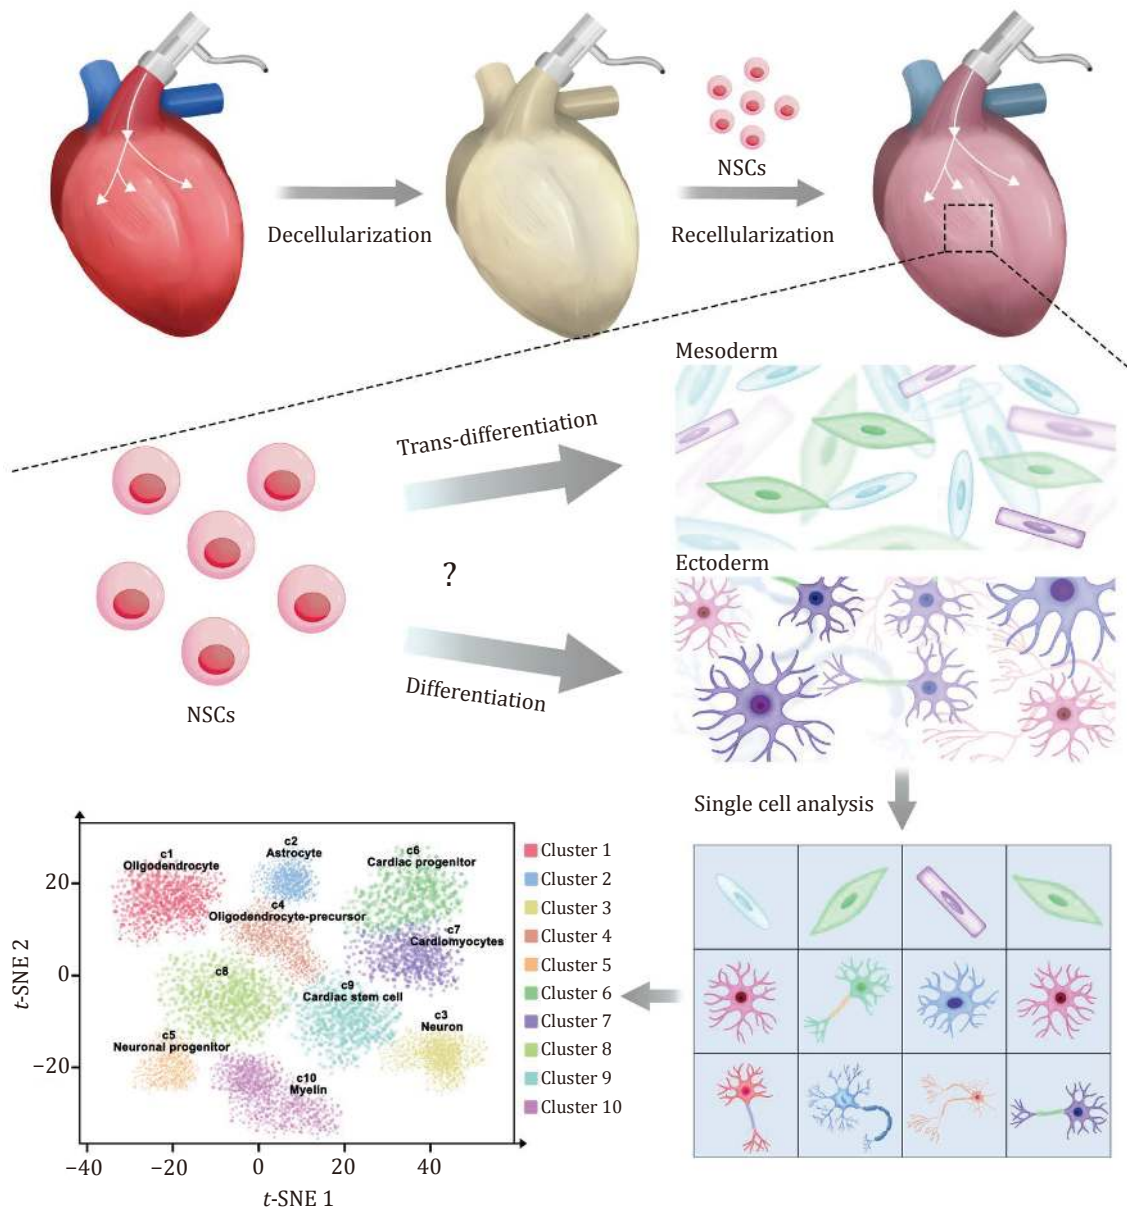 NSCs
Decellularization
Recellularization
Mesoderm
Trans-differentiation
Ectoderm
?
Differentiation
NSCs
Single cell analysis
c1
Oligodendrocyte
c2
Astrocyte
c6
Cardiac progenitor
c4
Oligodendrocyte-precursor
c7
Cardiomyocytes
c8
c9
Cardiac stem cell
c3
Neuron
c5
Neuronal progenitor
c10
Myelin
20
0
−20
t-SNE 2
−40
−20
0
20
40
t-SNE 1
Cluster 1
Cluster 2
Cluster 3
Cluster 4
Cluster 5
Cluster 6
Cluster 7
Cluster 8
Cluster 9
Cluster 10